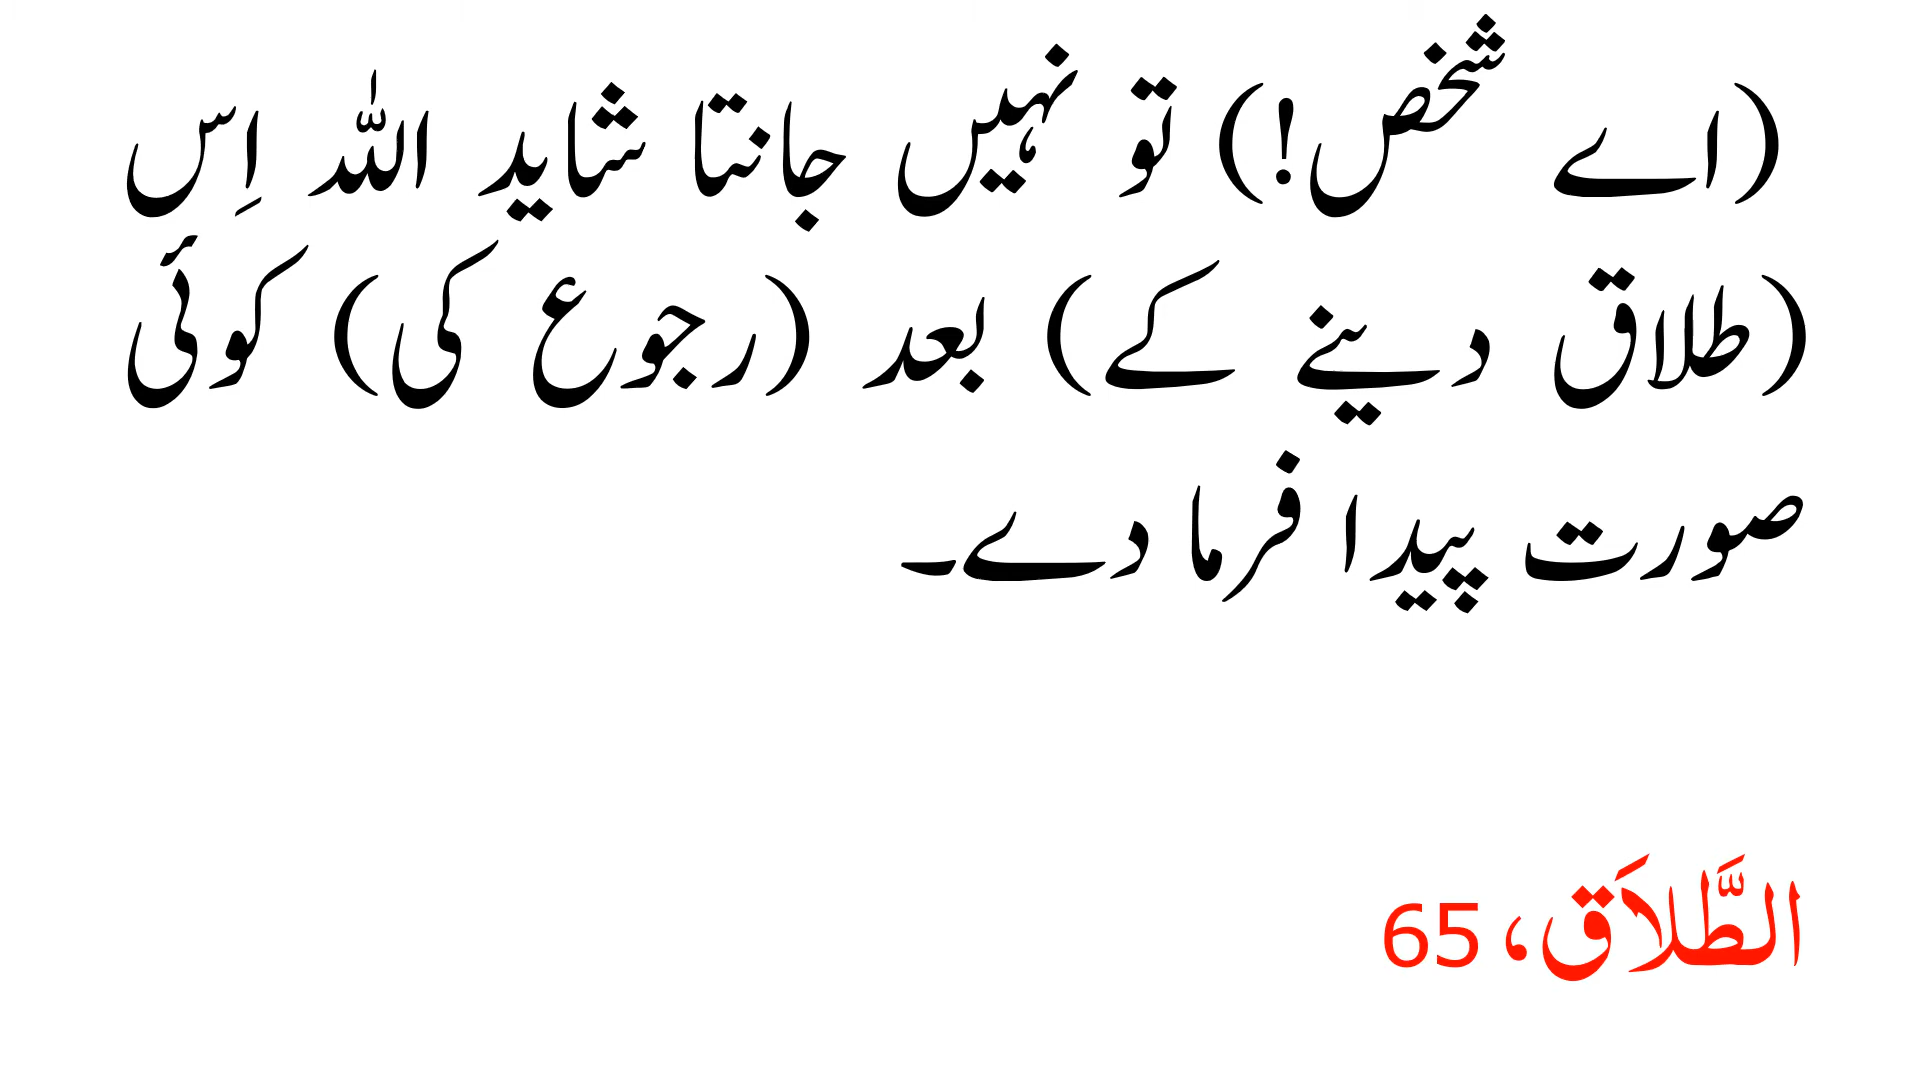 (اے شخص!) تو نہیں جانتا شاید اللہ اِس
(طلاق دینے کے) بعد (رجوع کی) کوئی
صورت پیدا فرما دے۔
الطَّلاَق، 65